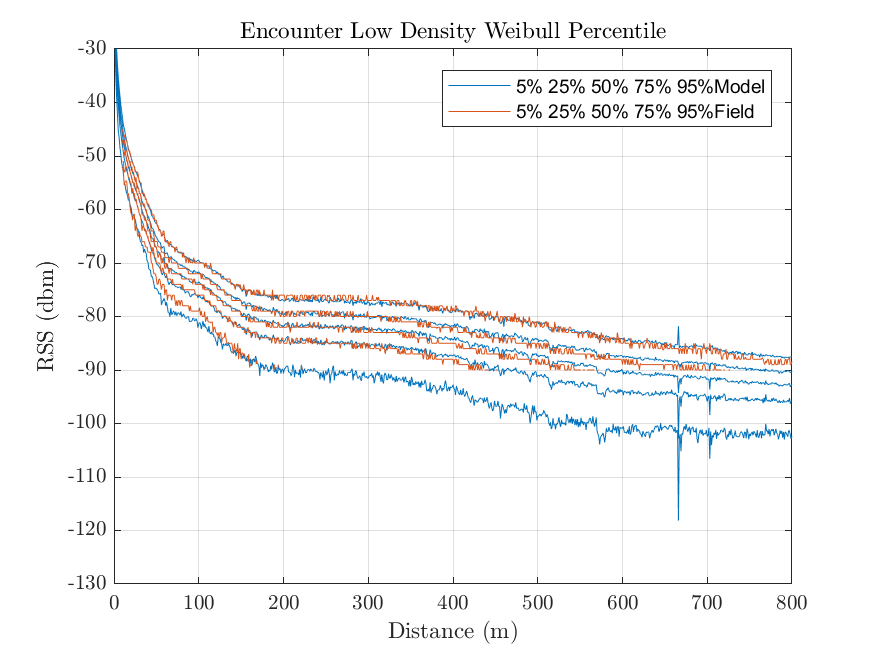 Encounter Low Density Weibull Percentile
5% 25% 50% 75% 95%Model
5% 25% 50% 75% 95%Field
-30
-40
-50
-60
-70
-80
-90
-100
-110
-120
-130
RSS (dbm)
0 100 200 300 400 500 600 700 800
Distance (m)